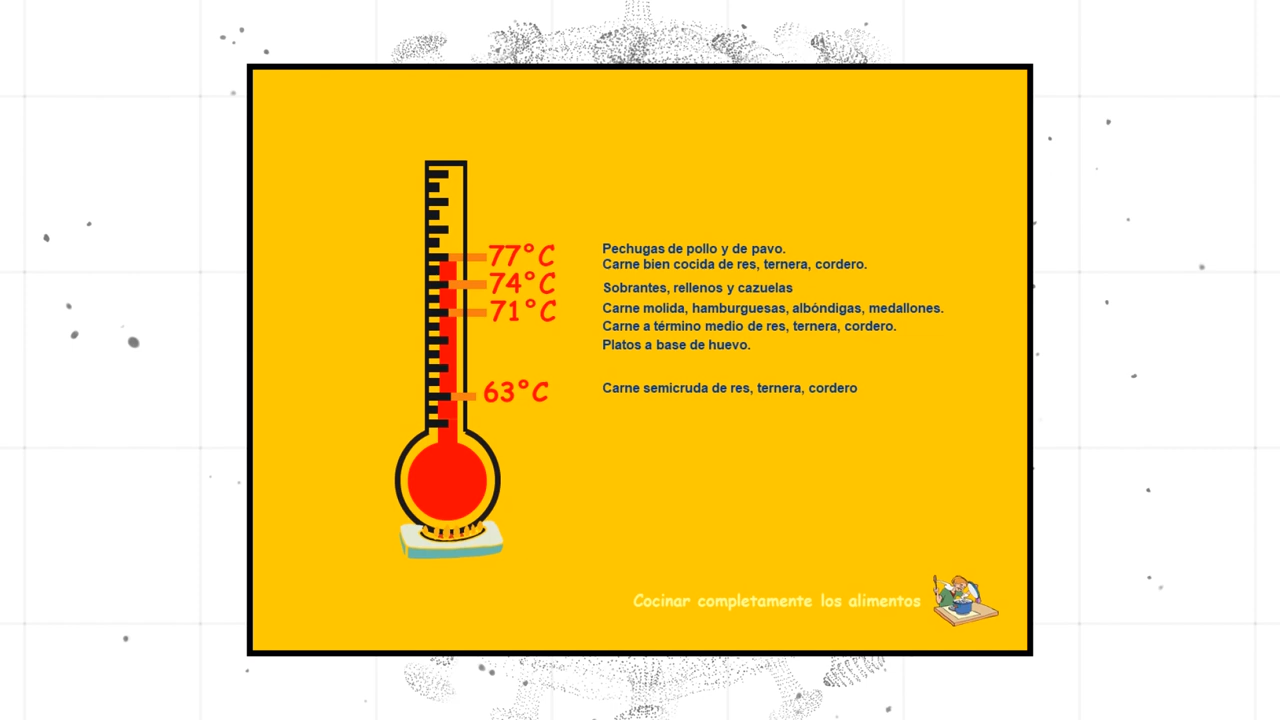 77°C
Pechugas de pollo y de pavo.
Carne bien cocida de res, ternera, cordero.
74°C
Sobrantes, rellenos y cazuelas
71°C
Carne molida, hamburguesas, albóndigas, medallones.
Carne a término medio de res, ternera, cordero.
Platos a base de huevo.
63°C
Carne semicruda de res, ternera, cordero
Cocinar completamente los alimentos